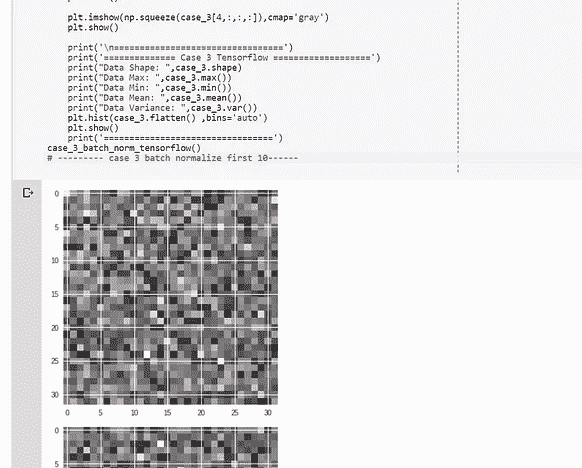 plt.imshow(np.squeeze(case_3[4,:,:,:]),cmap='gray')
plt.show()
print('\n================================')
print('============= Case 3 Tensorflow ===================')
print("Data Shape: ",case_3.shape)
print("Data Max: ",case_3.max())
print("Data Min: ",case_3.min())
print("Data Mean: ",case_3.mean())
print("Data Variance: ",case_3.var())
plt.hist(case_3.flatten() ,bins='auto')
plt.show()
print('================================')
case_3_batch_norm_tensorflow()
# --------- case 3 batch normalize first 10------
0
5
10
15
20
25
30
0 5 10 15 20 25 30
0
5